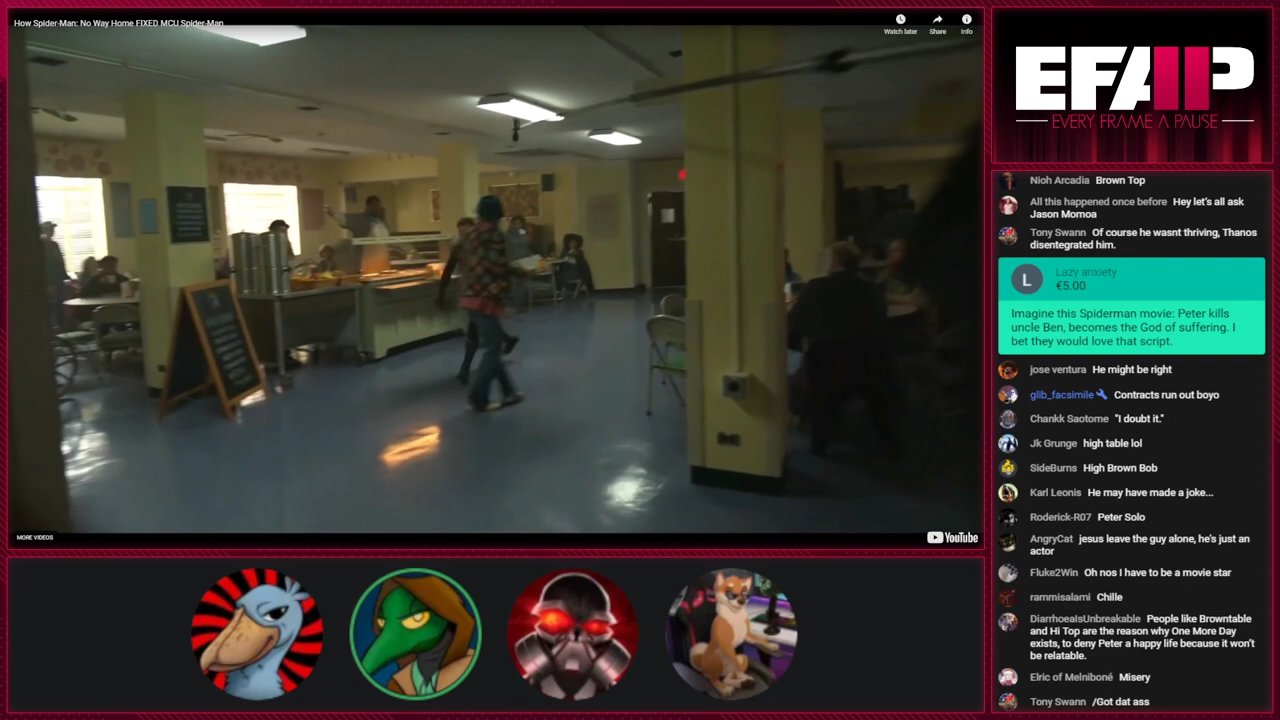 How Spider-Man: No Way Home FIXED MCU Spider-Man
Watch later
Share
Info
MORE VIDEOS
YouTube
EFAP
EVERY FRAME A PAUSE
Nioh Arcadia Brown Top
All this happened once before Hey let's all ask
Jason Momoa
Tony Swann Of course he wasnt thriving, Thanos
disentegrated him.
L
Lazy anxiety
€5.00
Imagine this Spiderman movie: Peter kills
uncle Ben, becomes the God of suffering. I
bet they would love that script.
jose ventura He might be right
glib_facsimile Contracts run out boyo
Chankk Saotome "I doubt it."
Jk Grunge high table lol
SideBurns High Brown Bob
Karl Leonis He may have made a joke...
Roderick-R07 Peter Solo
AngryCat jesus leave the guy alone, he's just an
actor
Fluke2Win Oh nos I have to be a movie star
rammisalami Chille
DiarrhoeaIsUnbreakable People like Browntable
and Hi Top are the reason why One More Day
exists, to deny Peter a happy life because it won't
be relatable.
Elric of Melniboné Misery
Tony Swann /Got dat ass